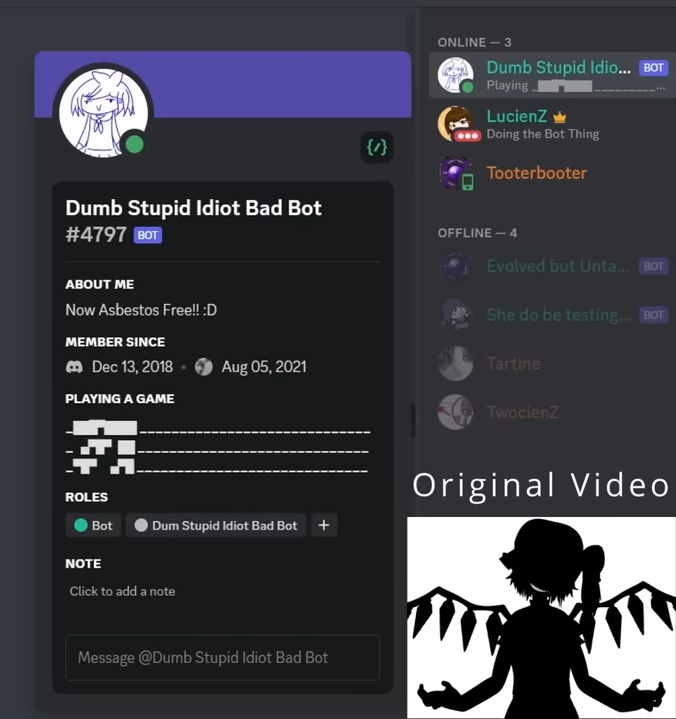 Dumb Stupid Idiot Bad Bot
#4797 BOT
ABOUT ME
Now Asbestos Free!! :D
MEMBER SINCE
Dec 13, 2018 • Aug 05, 2021
PLAYING A GAME
ROLES
Bot Dum Stupid Idiot Bad Bot +
NOTE
Click to add a note
Message @Dumb Stupid Idiot Bad Bot
ONLINE — 3
Dumb Stupid Idio... BOT
Playing
LucienZ
Doing the Bot Thing
Tooterbooter
OFFLINE — 4
Evolved but Unta... BOT
She do be testing... BOT
Tartine
TwocienZ
Original Video